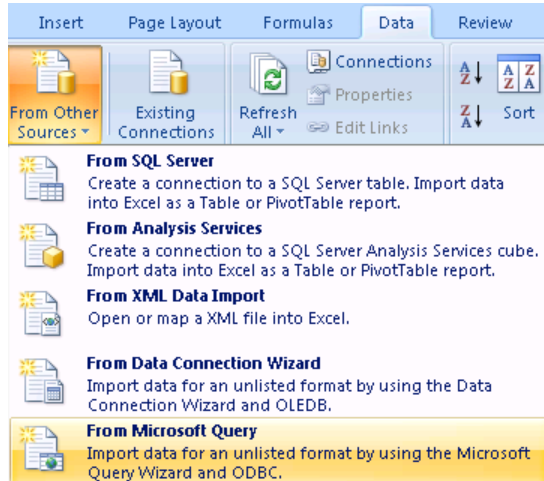 Insert Page Layout Formulas Data Review
From Other Sources
Existing Connections
Refresh All
Connections
Properties
Edit Links
A Z
Z A
A Z Z A
Sort
From SQL Server
Create a connection to a SQL Server table. Import data
into Excel as a Table or PivotTable report.
From Analysis Services
Create a connection to a SQL Server Analysis Services cube.
Import data into Excel as a Table or PivotTable report.
From XML Data Import
Open or map a XML file into Excel.
From Data Connection Wizard
Import data for an unlisted format by using the Data
Connection Wizard and OLEDB.
From Microsoft Query
Import data for an unlisted format by using the Microsoft
Query Wizard and ODBC.